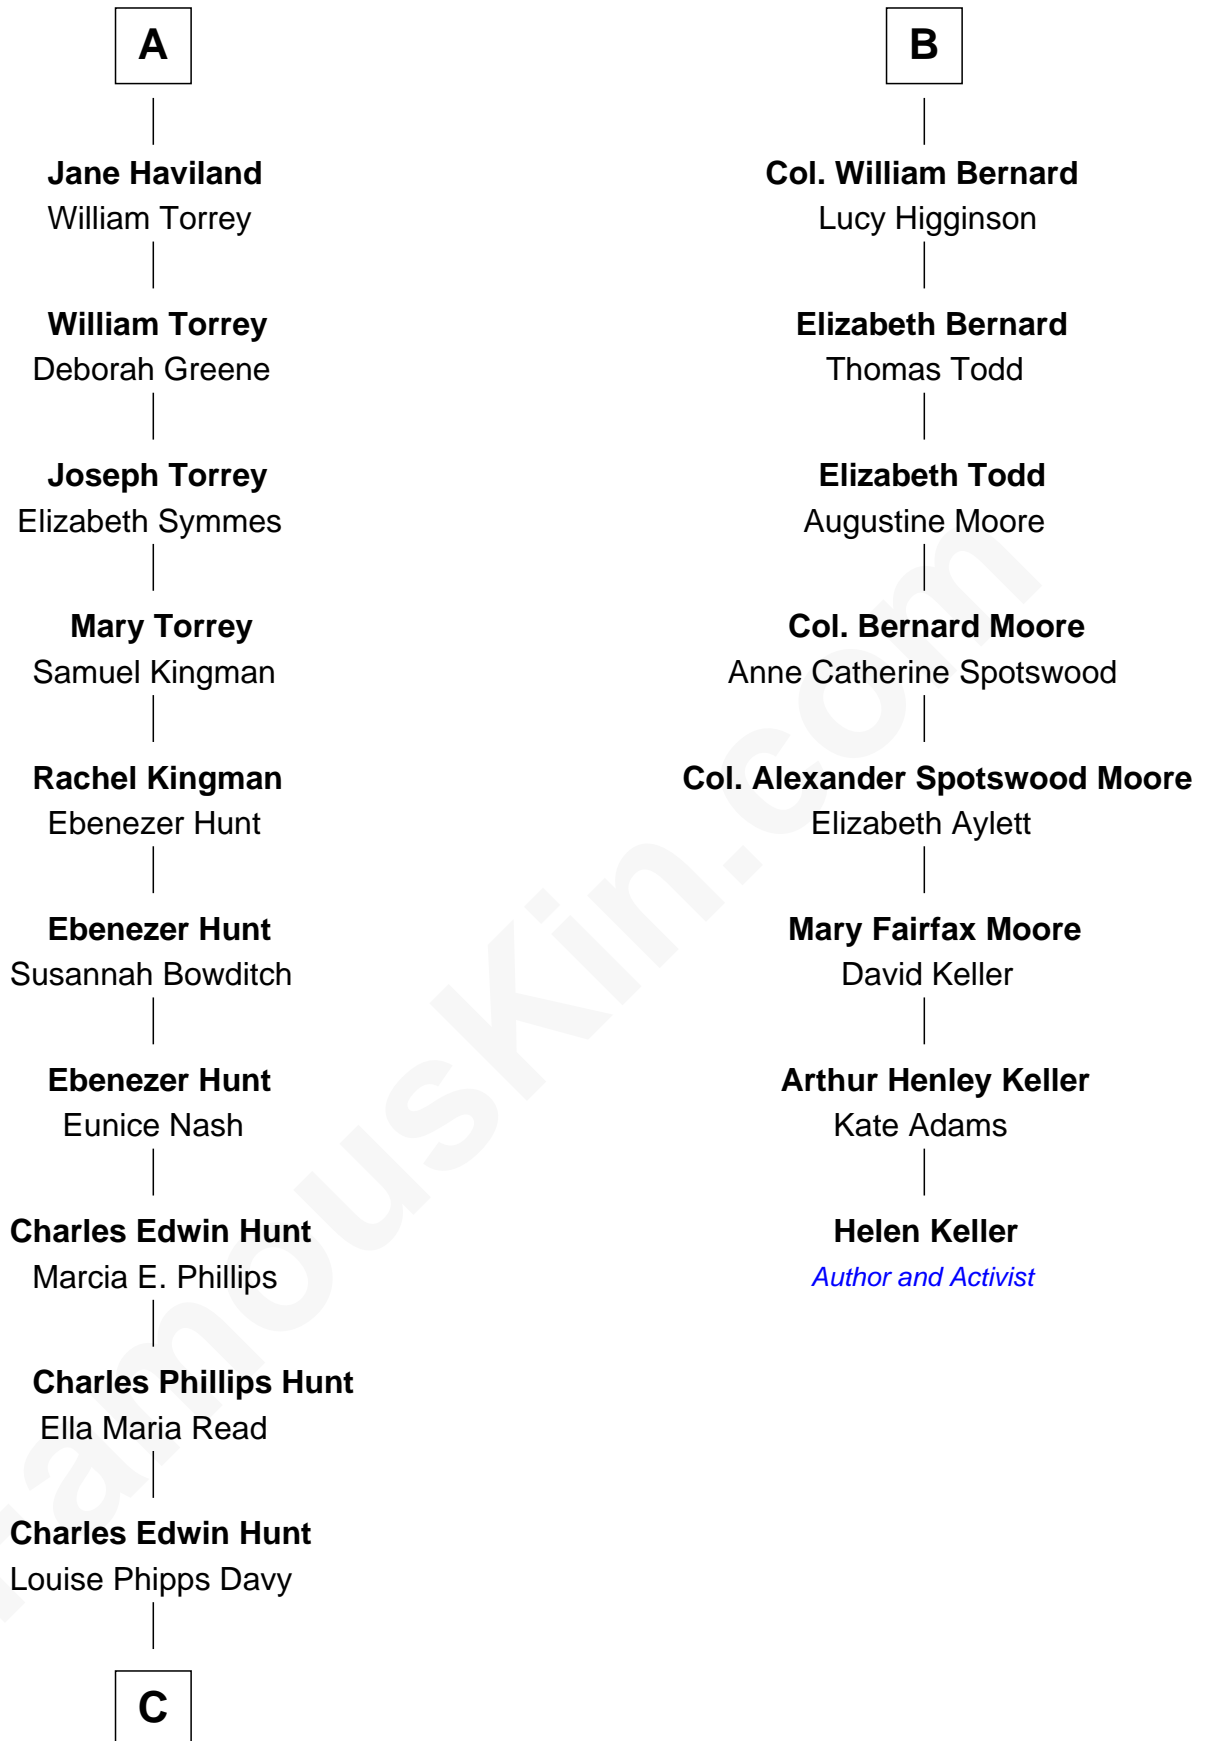 A
Jane Haviland
William Torrey
William Torrey
Deborah Greene
Joseph Torrey
Elizabeth Symmes
Mary Torrey
Samuel Kingman
Rachel Kingman
Ebenezer Hunt
Ebenezer Hunt
Susannah Bowditch
Ebenezer Hunt
Eunice Nash
Charles Edwin Hunt
Marcia E. Phillips
Charles Phillips Hunt
Ella Maria Read
Charles Edwin Hunt
Louise Phipps Davy
C
B
Col. William Bernard
Lucy Higginson
Elizabeth Bernard
Thomas Todd
Elizabeth Todd
Augustine Moore
Col. Bernard Moore
Anne Catherine Spotswood
Col. Alexander Spotswood Moore
Elizabeth Aylett
Mary Fairfax Moore
David Keller
Arthur Henley Keller
Kate Adams
Helen Keller
Author and Activist
FamousKin.com